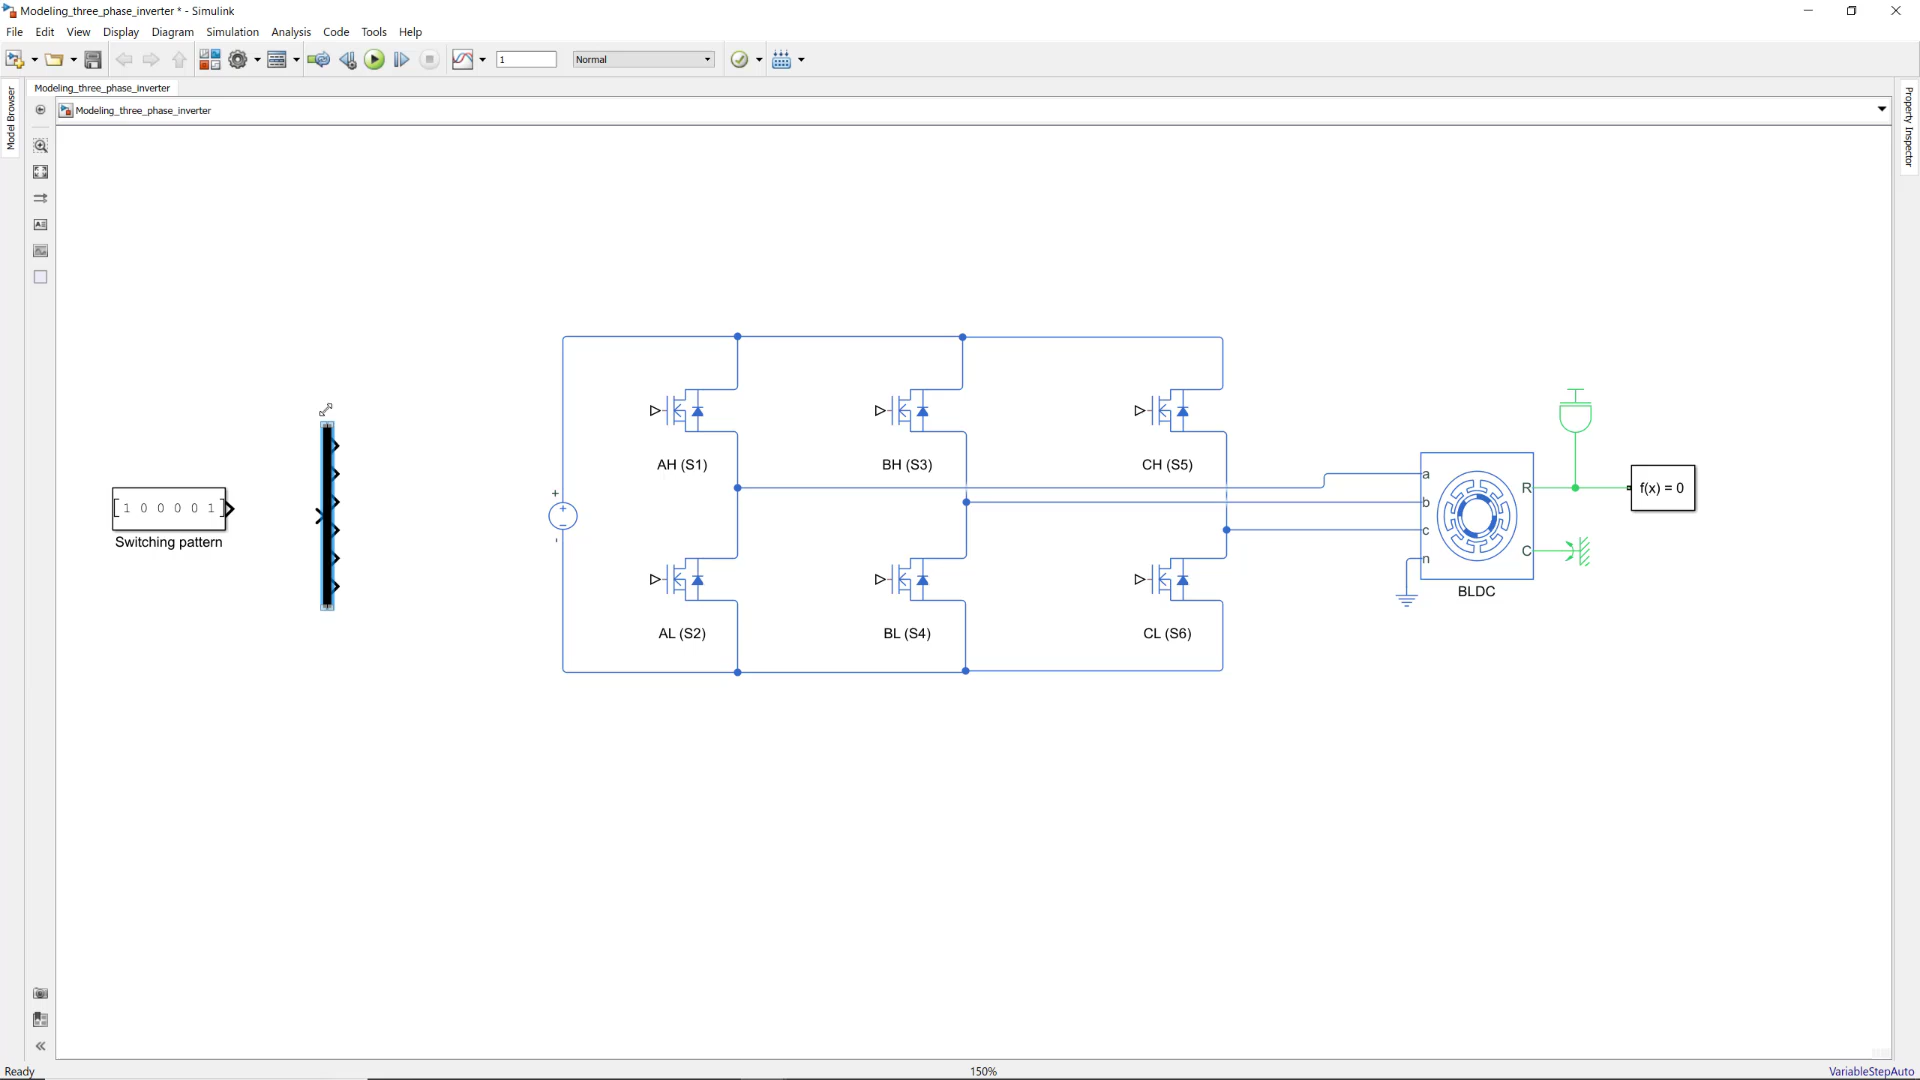 Modeling_three_phase_inverter * - Simulink
File Edit View Display Diagram Simulation Analysis Code Tools Help
1 Normal
Modeling_three_phase_inverter
Modeling_three_phase_inverter
Model Browser
Property Inspector
AH (S1) BH (S3) CH (S5)
[ 1 0 0 0 0 1 ]
Switching pattern
+
+
-
-
a
b
c
n
R
C
f(x) = 0
BLDC
AL (S2) BL (S4) CL (S6)
Ready 150% VariableStepAuto